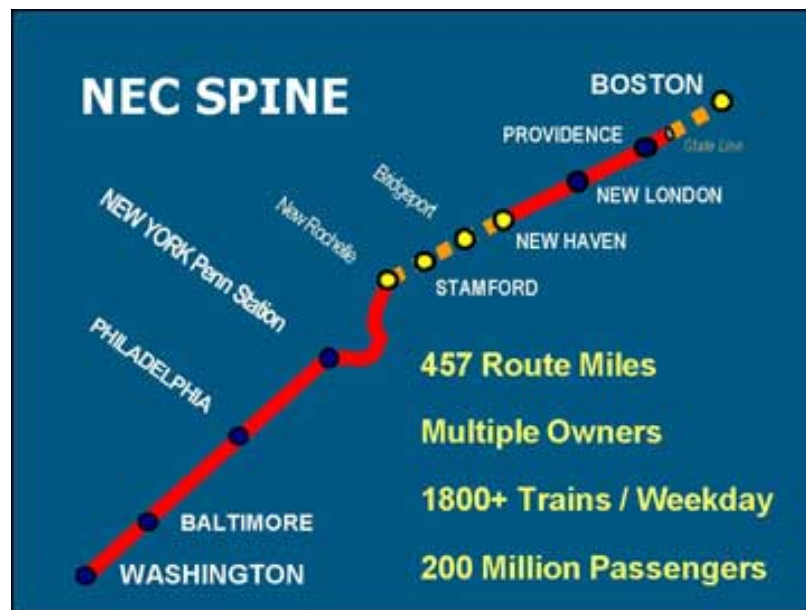 NEC SPINE
BOSTON
PROVIDENCE
State Line
NEW LONDON
Bridgeport
NEW HAVEN
New Rochelle
STAMFORD
NEW YORK Penn Station
PHILADELPHIA
BALTIMORE
WASHINGTON
457 Route Miles
Multiple Owners
1800+ Trains / Weekday
200 Million Passengers